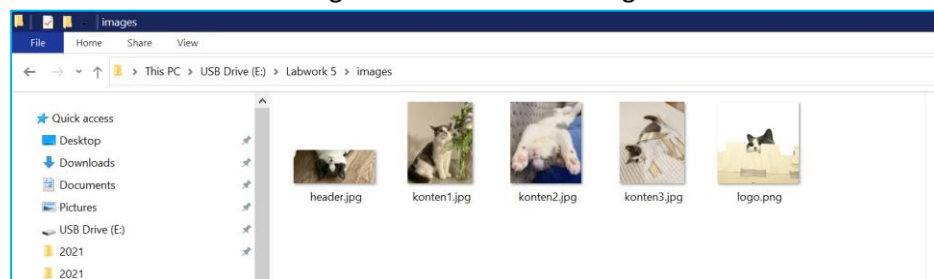 images
File Home Share View
This PC > USB Drive (E:) > Labwork 5 > images
Quick access
Desktop
Downloads
Documents
Pictures
USB Drive (E:)
2021
2021
header.jpg konten1.jpg konten2.jpg konten3.jpg logo.png